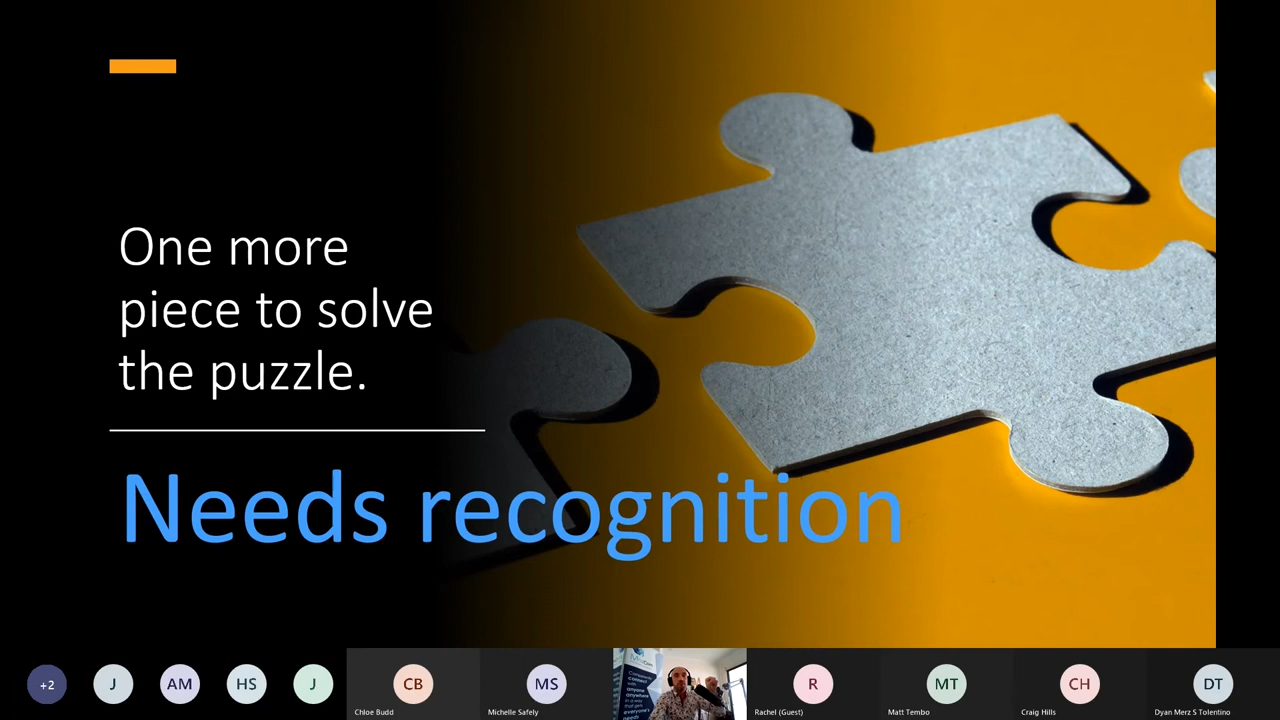 One more
piece to solve
the puzzle.
Needs recognition
+2
J
AM
HS
J
CB
Chloe Budd
MS
Michelle Safely
R
Rachel (Guest)
MT
Matt Tembo
CH
Craig Hills
DT
Dyan Merz S Tolentino